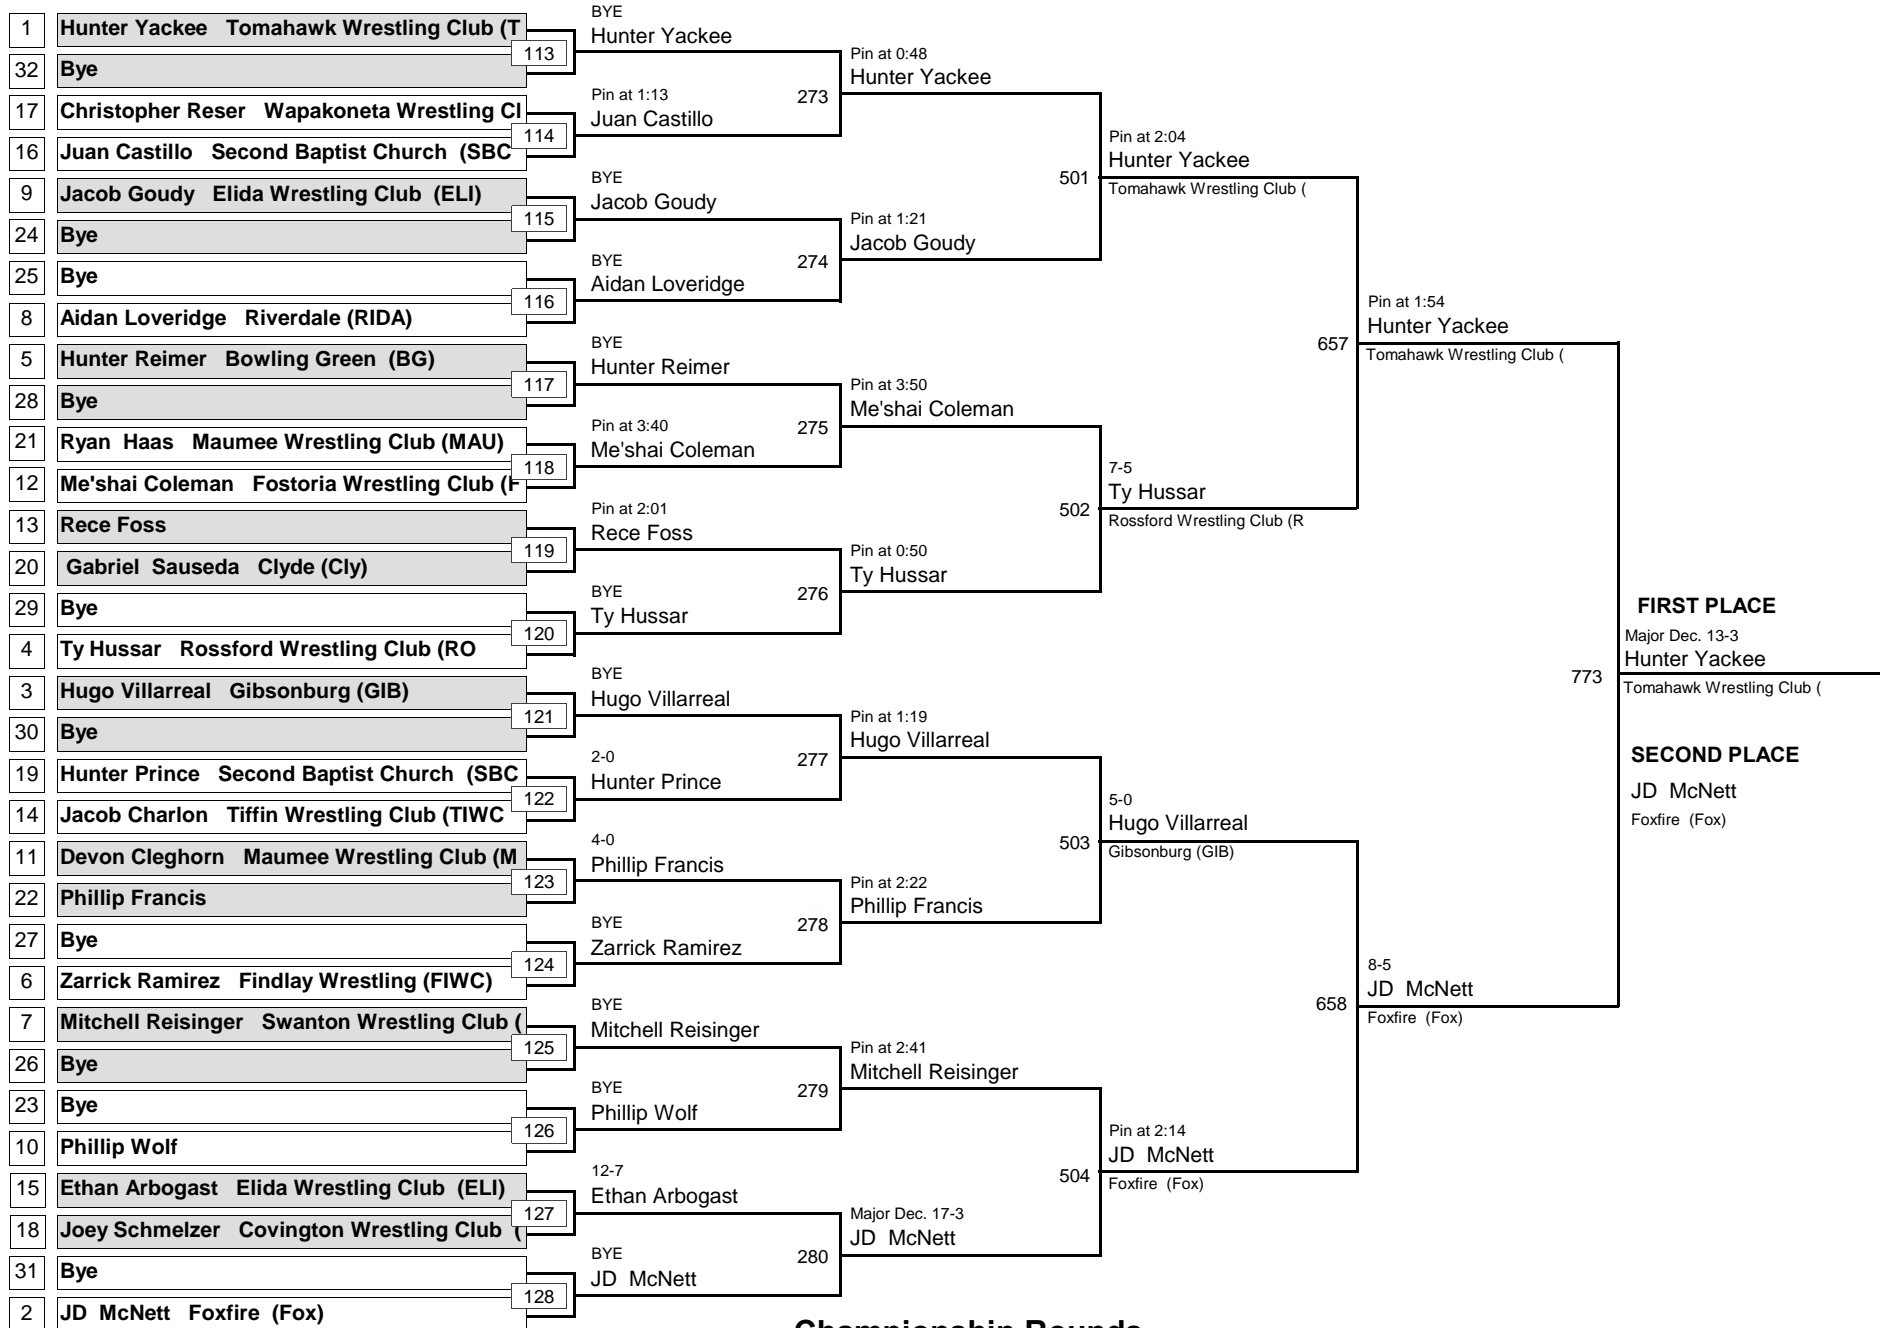 1 Hunter Yackee Tomahawk Wrestling Club (T
32 Bye
17 Christopher Reser Wapakoneta Wrestling Cl
16 Juan Castillo Second Baptist Church (SBC
9 Jacob Goudy Elida Wrestling Club (ELI)
24 Bye
25 Bye
8 Aidan Loveridge Riverdale (RIDA)
5 Hunter Reimer Bowling Green (BG)
28 Bye
21 Ryan Haas Maumee Wrestling Club (MAU)
12 Me'shai Coleman Fostoria Wrestling Club (F
13 Rece Foss
20 Gabriel Sauseda Clyde (Cly)
29 Bye
4 Ty Hussar Rossford Wrestling Club (RO
3 Hugo Villarreal Gibsonburg (GIB)
30 Bye
19 Hunter Prince Second Baptist Church (SBC
14 Jacob Charlon Tiffin Wrestling Club (TIWC
11 Devon Cleghorn Maumee Wrestling Club (M
22 Phillip Francis
27 Bye
6 Zarrick Ramirez Findlay Wrestling (FIWC)
7 Mitchell Reisinger Swanton Wrestling Club (
26 Bye
23 Bye
10 Phillip Wolf
15 Ethan Arbogast Elida Wrestling Club (ELI)
18 Joey Schmelzer Covington Wrestling Club (
31 Bye
2 JD McNett Foxfire (Fox)
113
114
115
116
117
118
119
120
121
122
123
124
125
126
127
128
BYE
Hunter Yackee
Pin at 1:13
Juan Castillo
BYE
Jacob Goudy
BYE
Aidan Loveridge
BYE
Hunter Reimer
Pin at 3:40
Me'shai Coleman
Pin at 2:01
Rece Foss
BYE
Ty Hussar
BYE
Hugo Villarreal
2-0
Hunter Prince
4-0
Phillip Francis
BYE
Zarrick Ramirez
BYE
Mitchell Reisinger
BYE
Phillip Wolf
12-7
Ethan Arbogast
BYE
JD McNett
273
274
275
276
277
278
279
280
Pin at 0:48
Hunter Yackee
Pin at 1:21
Jacob Goudy
Pin at 3:50
Me'shai Coleman
Pin at 0:50
Ty Hussar
Pin at 1:19
Hugo Villarreal
Pin at 2:22
Phillip Francis
Pin at 2:41
Mitchell Reisinger
Major Dec. 17-3
JD McNett
501
502
503
504
Pin at 2:04
Hunter Yackee
Tomahawk Wrestling Club (
7-5
Ty Hussar
Rossford Wrestling Club (R
5-0
Hugo Villarreal
Gibsonburg (GIB)
Pin at 2:14
JD McNett
Foxfire (Fox)
657
658
Pin at 1:54
Hunter Yackee
Tomahawk Wrestling Club (
8-5
JD McNett
Foxfire (Fox)
773
FIRST PLACE
Major Dec. 13-3
Hunter Yackee
Tomahawk Wrestling Club (
SECOND PLACE
JD McNett
Foxfire (Fox)
Championship Rounds